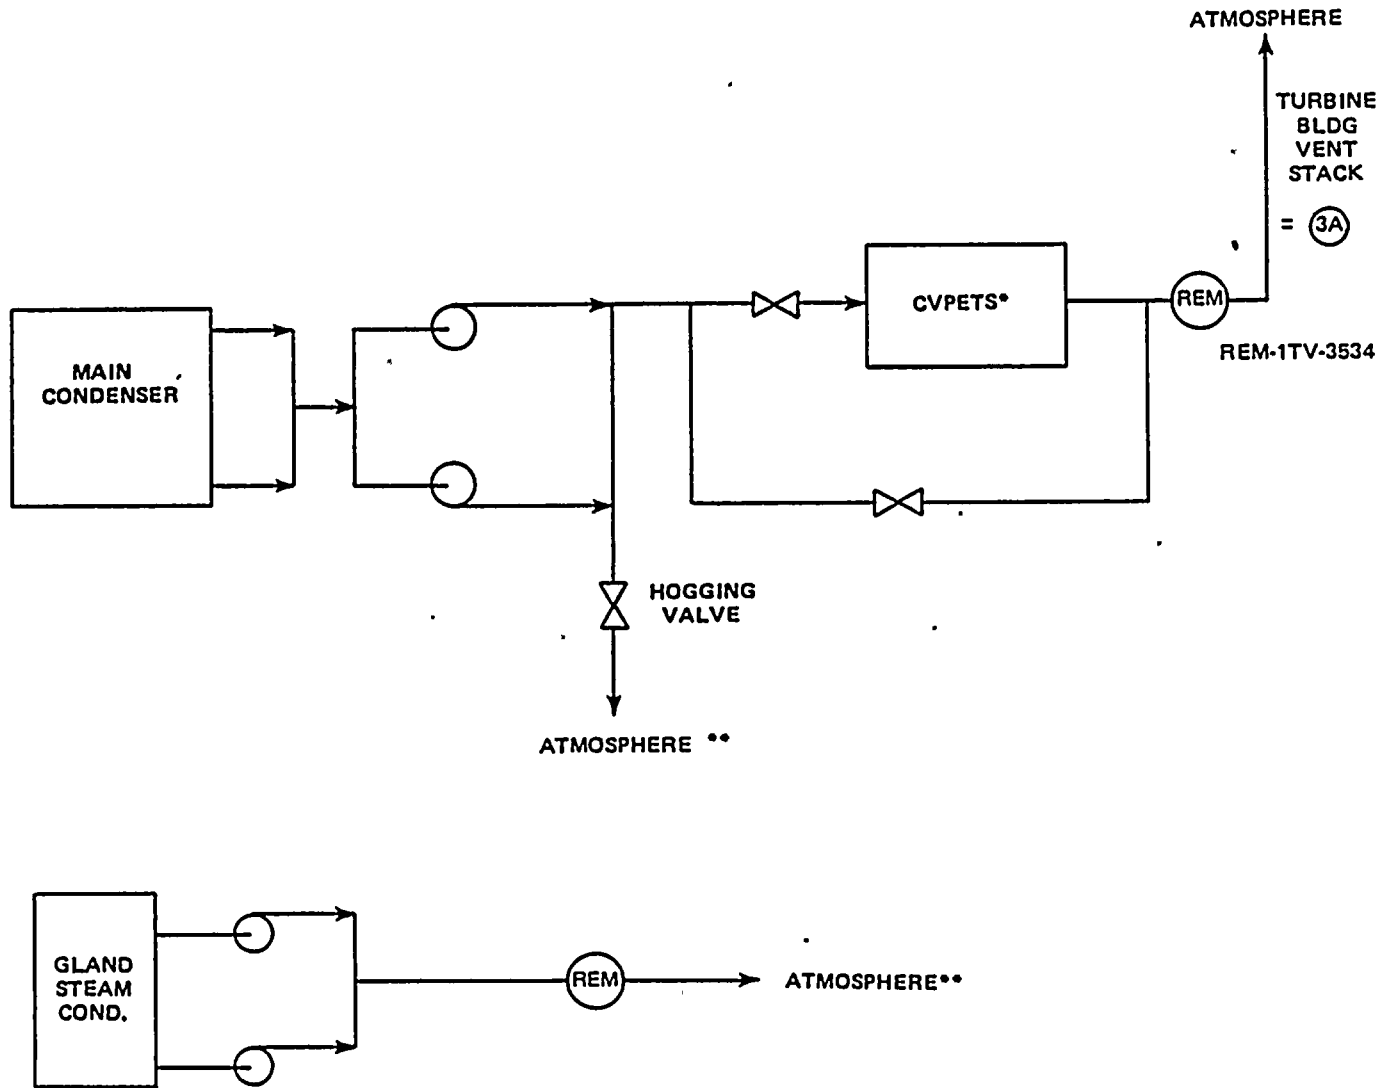 ATMOSPHERE
TURBINE
BLDG
VENT
STACK
= 3A
MAIN
CONDENSER
CVPETS*
REM
REM-1TV-3534
HOGGING
VALVE
ATMOSPHERE **
GLAND
STEAM
COND.
REM
ATMOSPHERE**